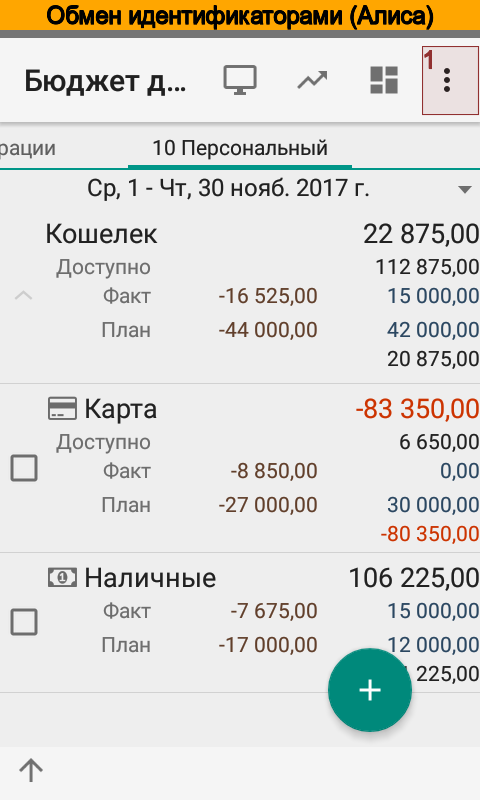 Обмен идентификаторами (Алиса)
Бюджет д...
1
рации
10 Персональный
Ср, 1 - Чт, 30 нояб. 2017 г.
Кошелек 22 875,00
Доступно 112 875,00
Факт -16 525,00 15 000,00
План -44 000,00 42 000,00
20 875,00
Карта -83 350,00
Доступно 6 650,00
Факт -8 850,00 0,00
План -27 000,00 30 000,00
-80 350,00
Наличные 106 225,00
Факт -7 675,00 15 000,00
План -17 000,00 12 000,00
225,00